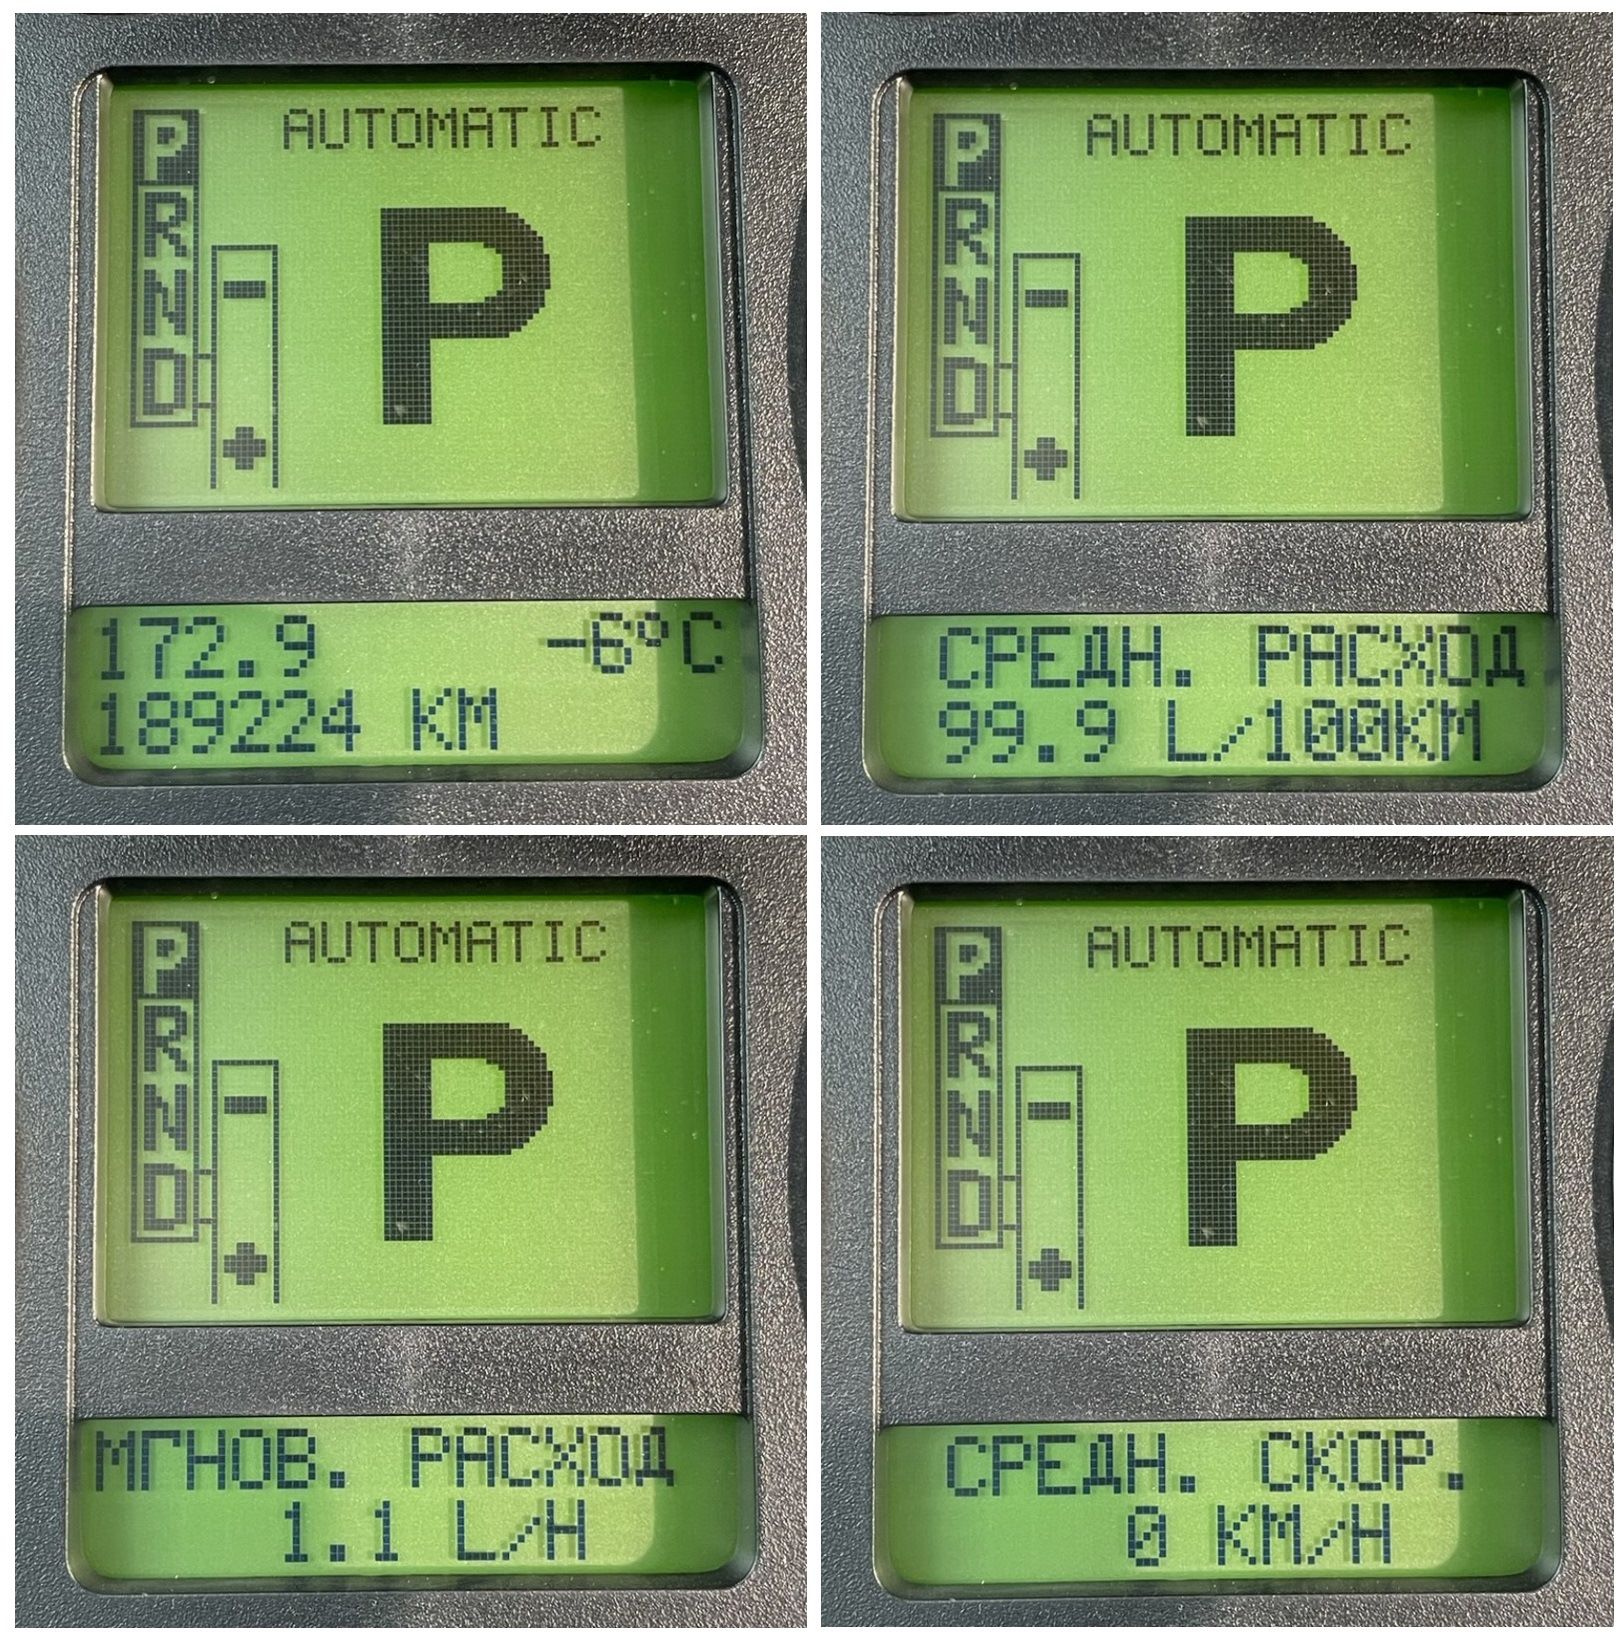 AUTOMATIC
P
R
N
D
−
+
P
172.9 −6°C
189224 KM
AUTOMATIC
P
R
N
D
−
+
P
СРЕДН. РАСХОД
99.9 L/100KM
AUTOMATIC
P
R
N
D
−
+
P
МГНОВ. РАСХОД
1.1 L/H
AUTOMATIC
P
R
N
D
−
+
P
СРЕДН. СКОР.
0 KM/H